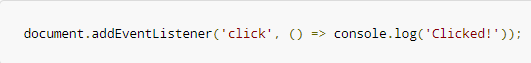 document.addEventListener('click', () => console.log('Clicked!'));